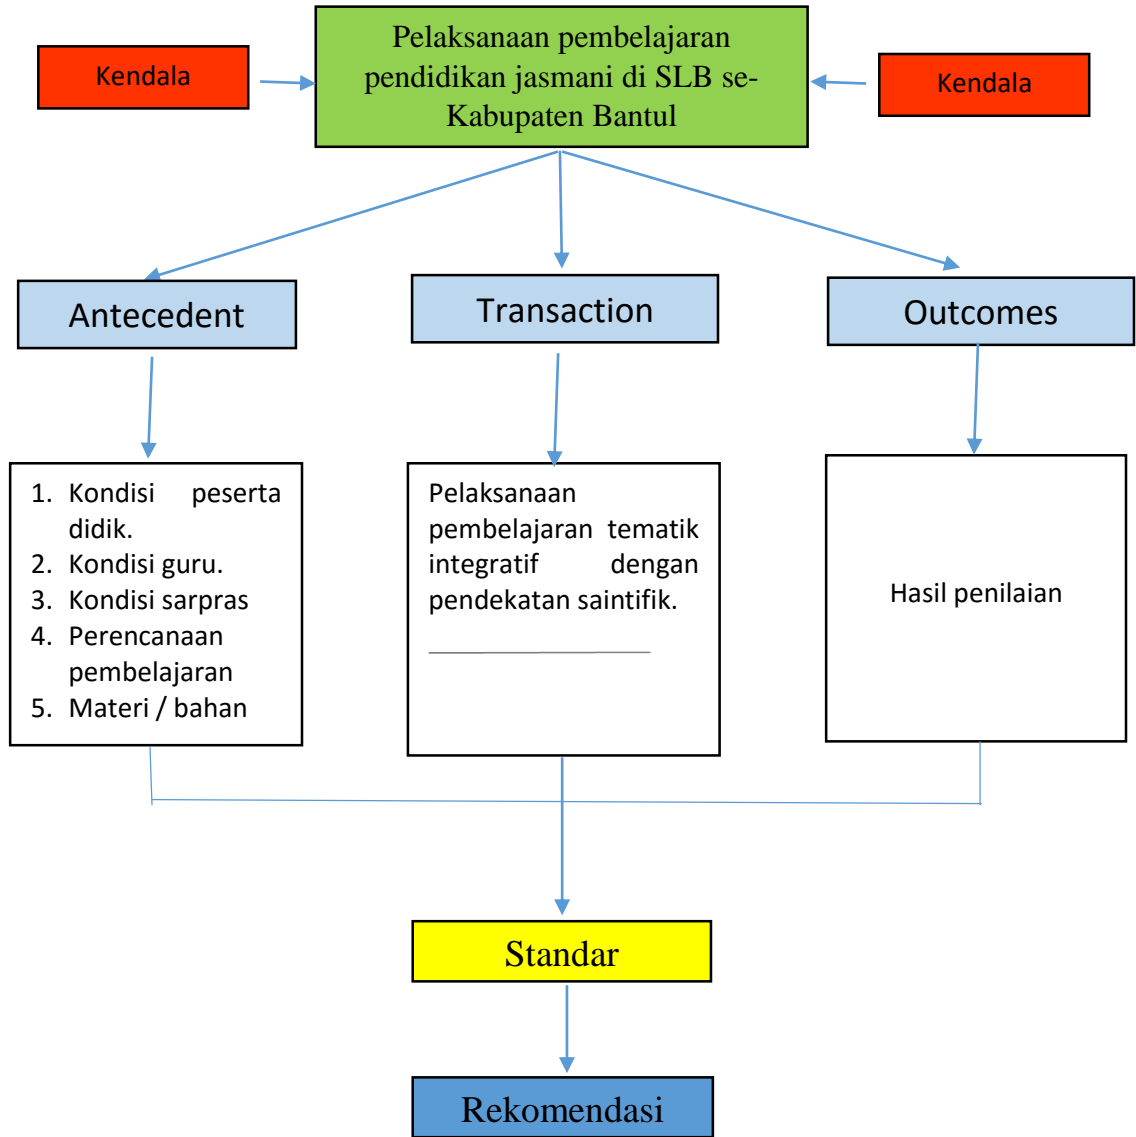 Pelaksanaan pembelajaran
pendidikan jasmani di SLB se-
Kabupaten Bantul
Kendala
Kendala
Antecedent
Transaction
Outcomes
1. Kondisi peserta
didik.
2. Kondisi guru.
3. Kondisi sarpras
4. Perencanaan
pembelajaran
5. Materi / bahan
Pelaksanaan
pembelajaran tematik
integratif dengan
pendekatan saintifik.
Hasil penilaian
Standar
Rekomendasi